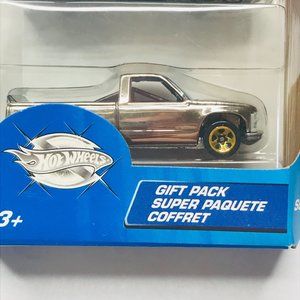 HOT WHEELS
GIFT PACK
SUPER PAQUETE
COFFRET
3+